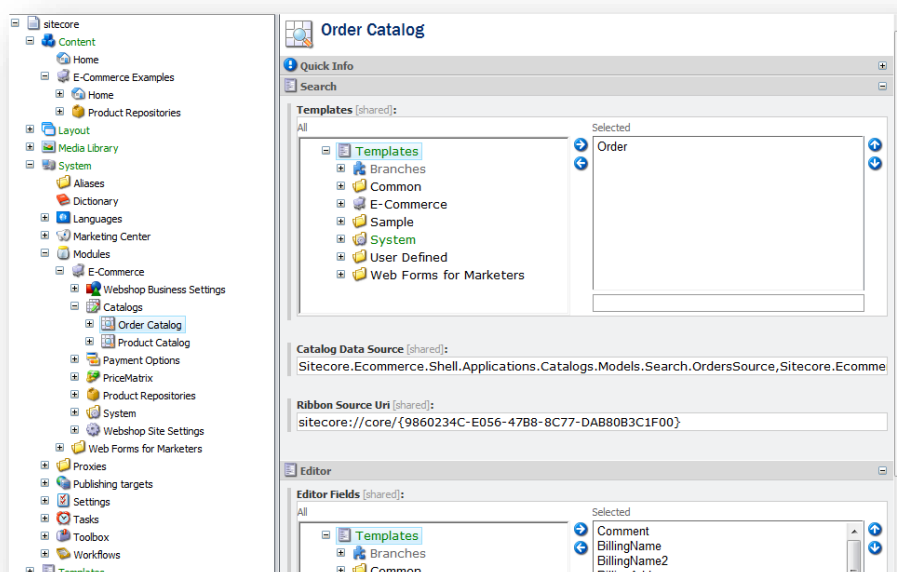 sitecore
Content
Home
E-Commerce Examples
Home
Product Repositories
Layout
Media Library
System
Aliases
Dictionary
Languages
Marketing Center
Modules
E-Commerce
Webshop Business Settings
Catalogs
Order Catalog
Product Catalog
Payment Options
PriceMatrix
Product Repositories
System
Webshop Site Settings
Web Forms for Marketers
Proxies
Publishing targets
Settings
Tasks
Toolbox
Workflows
Templates
Order Catalog
Quick Info
Search
Templates [shared]:
All
Selected
Templates
Branches
Common
E-Commerce
Sample
System
User Defined
Web Forms for Marketers
Order
Catalog Data Source [shared]:
Sitecore.Ecommerce.Shell.Applications.Catalogs.Models.Search.OrdersSource,Sitecore.Ecomme
Ribbon Source Uri [shared]:
sitecore://core/{9860234C-E056-47B8-8C77-DAB80B3C1F00}
Editor
Editor Fields [shared]:
All
Selected
Templates
Branches
Common
Comment
BillingName
BillingName2